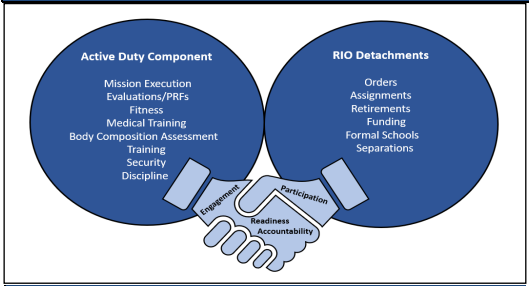 Active Duty Component
Mission Execution
Evaluations/PRFs
Fitness
Medical Training
Body Composition Assessment
Training
Security
Discipline
RIO Detachments
Orders
Assignments
Retirements
Funding
Formal Schools
Separations
Engagement
Participation
Readiness
Accountability